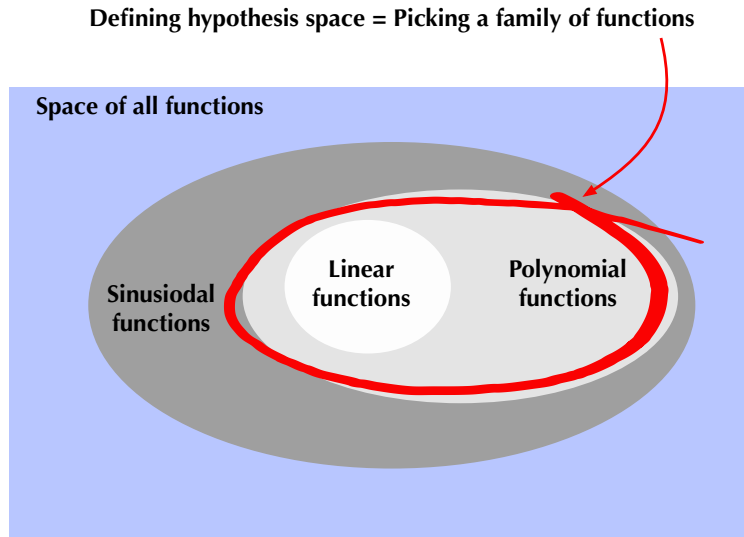 Defining hypothesis space = Picking a family of functions
Space of all functions
Linear
functions
Polynomial
functions
Sinusiodal
functions